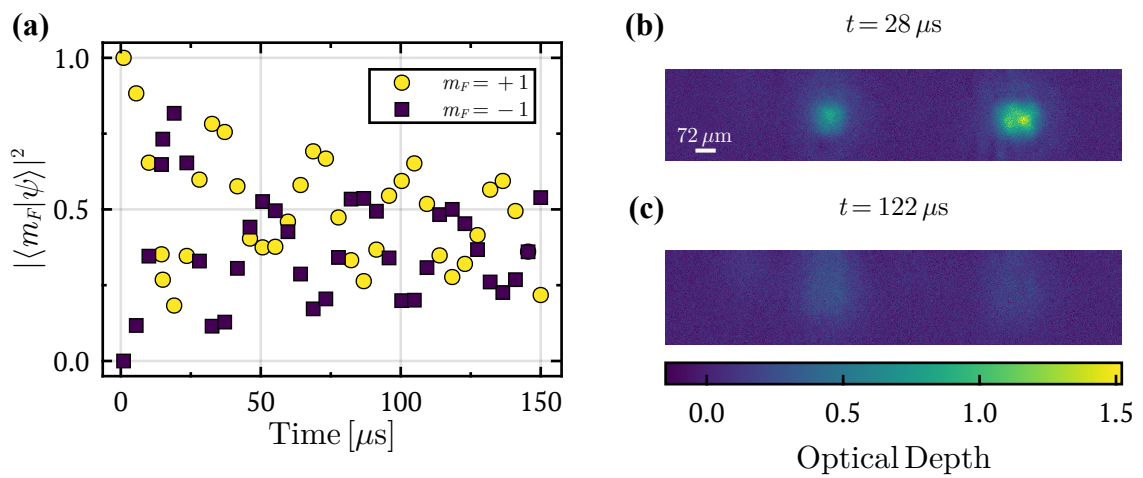 (a)
1.0
0.5
0.0
|⟨m_F|ψ⟩|²
m_F = +1
m_F = −1
0
50
100
150
Time [μs]
(b)
t = 28 μs
72 μm
(c)
t = 122 μs
0.0
0.5
1.0
1.5
Optical Depth